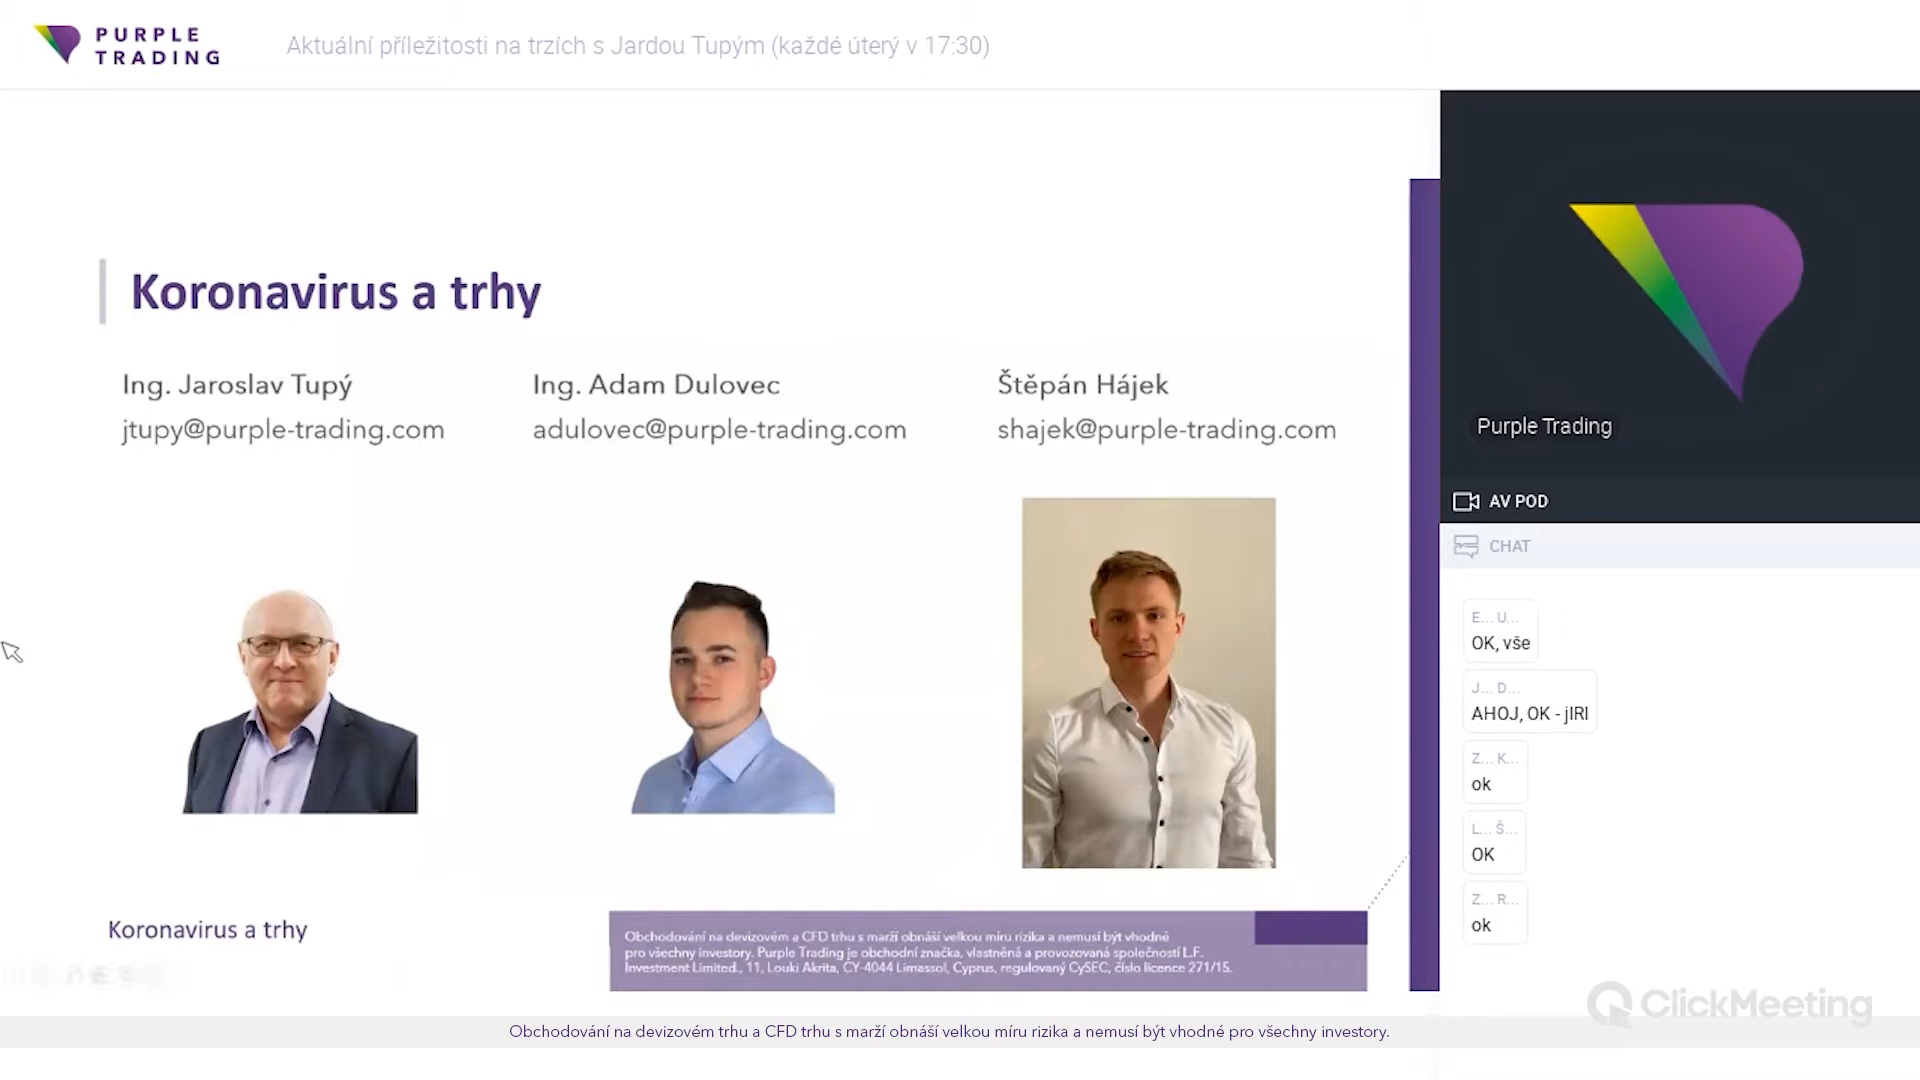 PURPLE
TRADING
Aktuální příležitosti na trzích s Jardou Tupým (každé úterý v 17:30)
Koronavirus a trhy
Ing. Jaroslav Tupý
jtupy@purple-trading.com
Ing. Adam Dulovec
adulovec@purple-trading.com
Štěpán Hájek
shajek@purple-trading.com
Koronavirus a trhy
Obchodování na devizovém a CFD trhu s marží obnáší velkou míru rizika a nemusí být vhodné
pro všechny investory. Purple Trading je obchodní značka, vlastněná a provozovaná společností L.F.
Investment Limited., 11, Louki Akrita, CY-4044 Limassol, Cyprus, regulovaný CySEC, číslo licence 271/15.
Purple Trading
AV POD
CHAT
E... U...
OK, vše
J... D...
AHOJ, OK - jIRI
Z... K...
ok
L... Š...
OK
Z... R...
ok
ClickMeeting
Obchodování na devizovém trhu a CFD trhu s marží obnáší velkou míru rizika a nemusí být vhodné pro všechny investory.